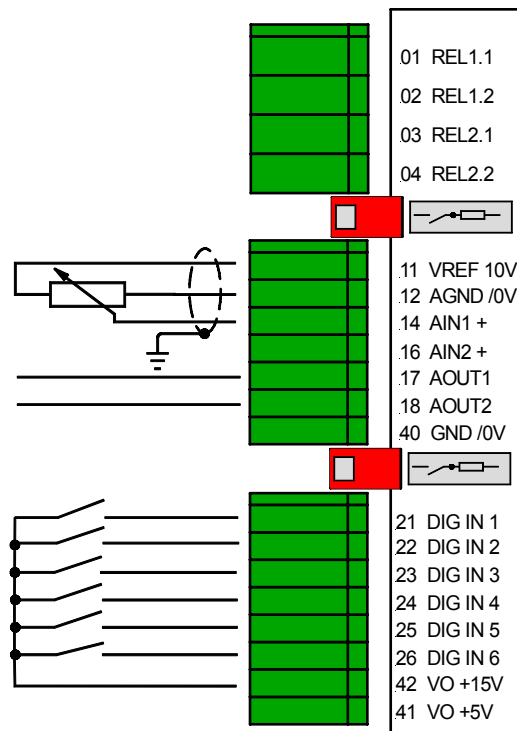 .01 REL1.1
.02 REL1.2
.03 REL2.1
.04 REL2.2
.11 VREF 10V
.12 AGND /0V
.14 AIN1 +
.16 AIN2 +
.17 AOUT1
.18 AOUT2
.40 GND /0V
.21 DIG IN 1
.22 DIG IN 2
.23 DIG IN 3
.24 DIG IN 4
.25 DIG IN 5
.26 DIG IN 6
.42 VO +15V
.41 VO +5V